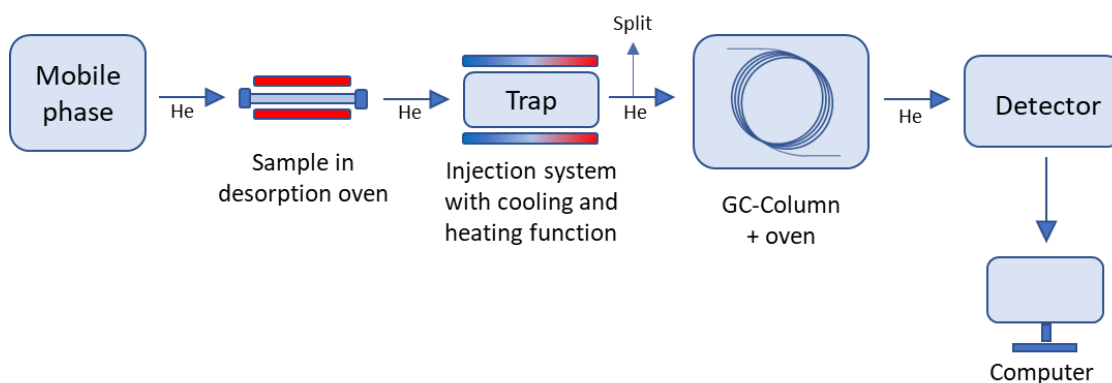 Mobile
phase
He
Sample in
desorption oven
He
Trap
Injection system
with cooling and
heating function
Split
He
GC-Column
+ oven
He
Detector
Computer